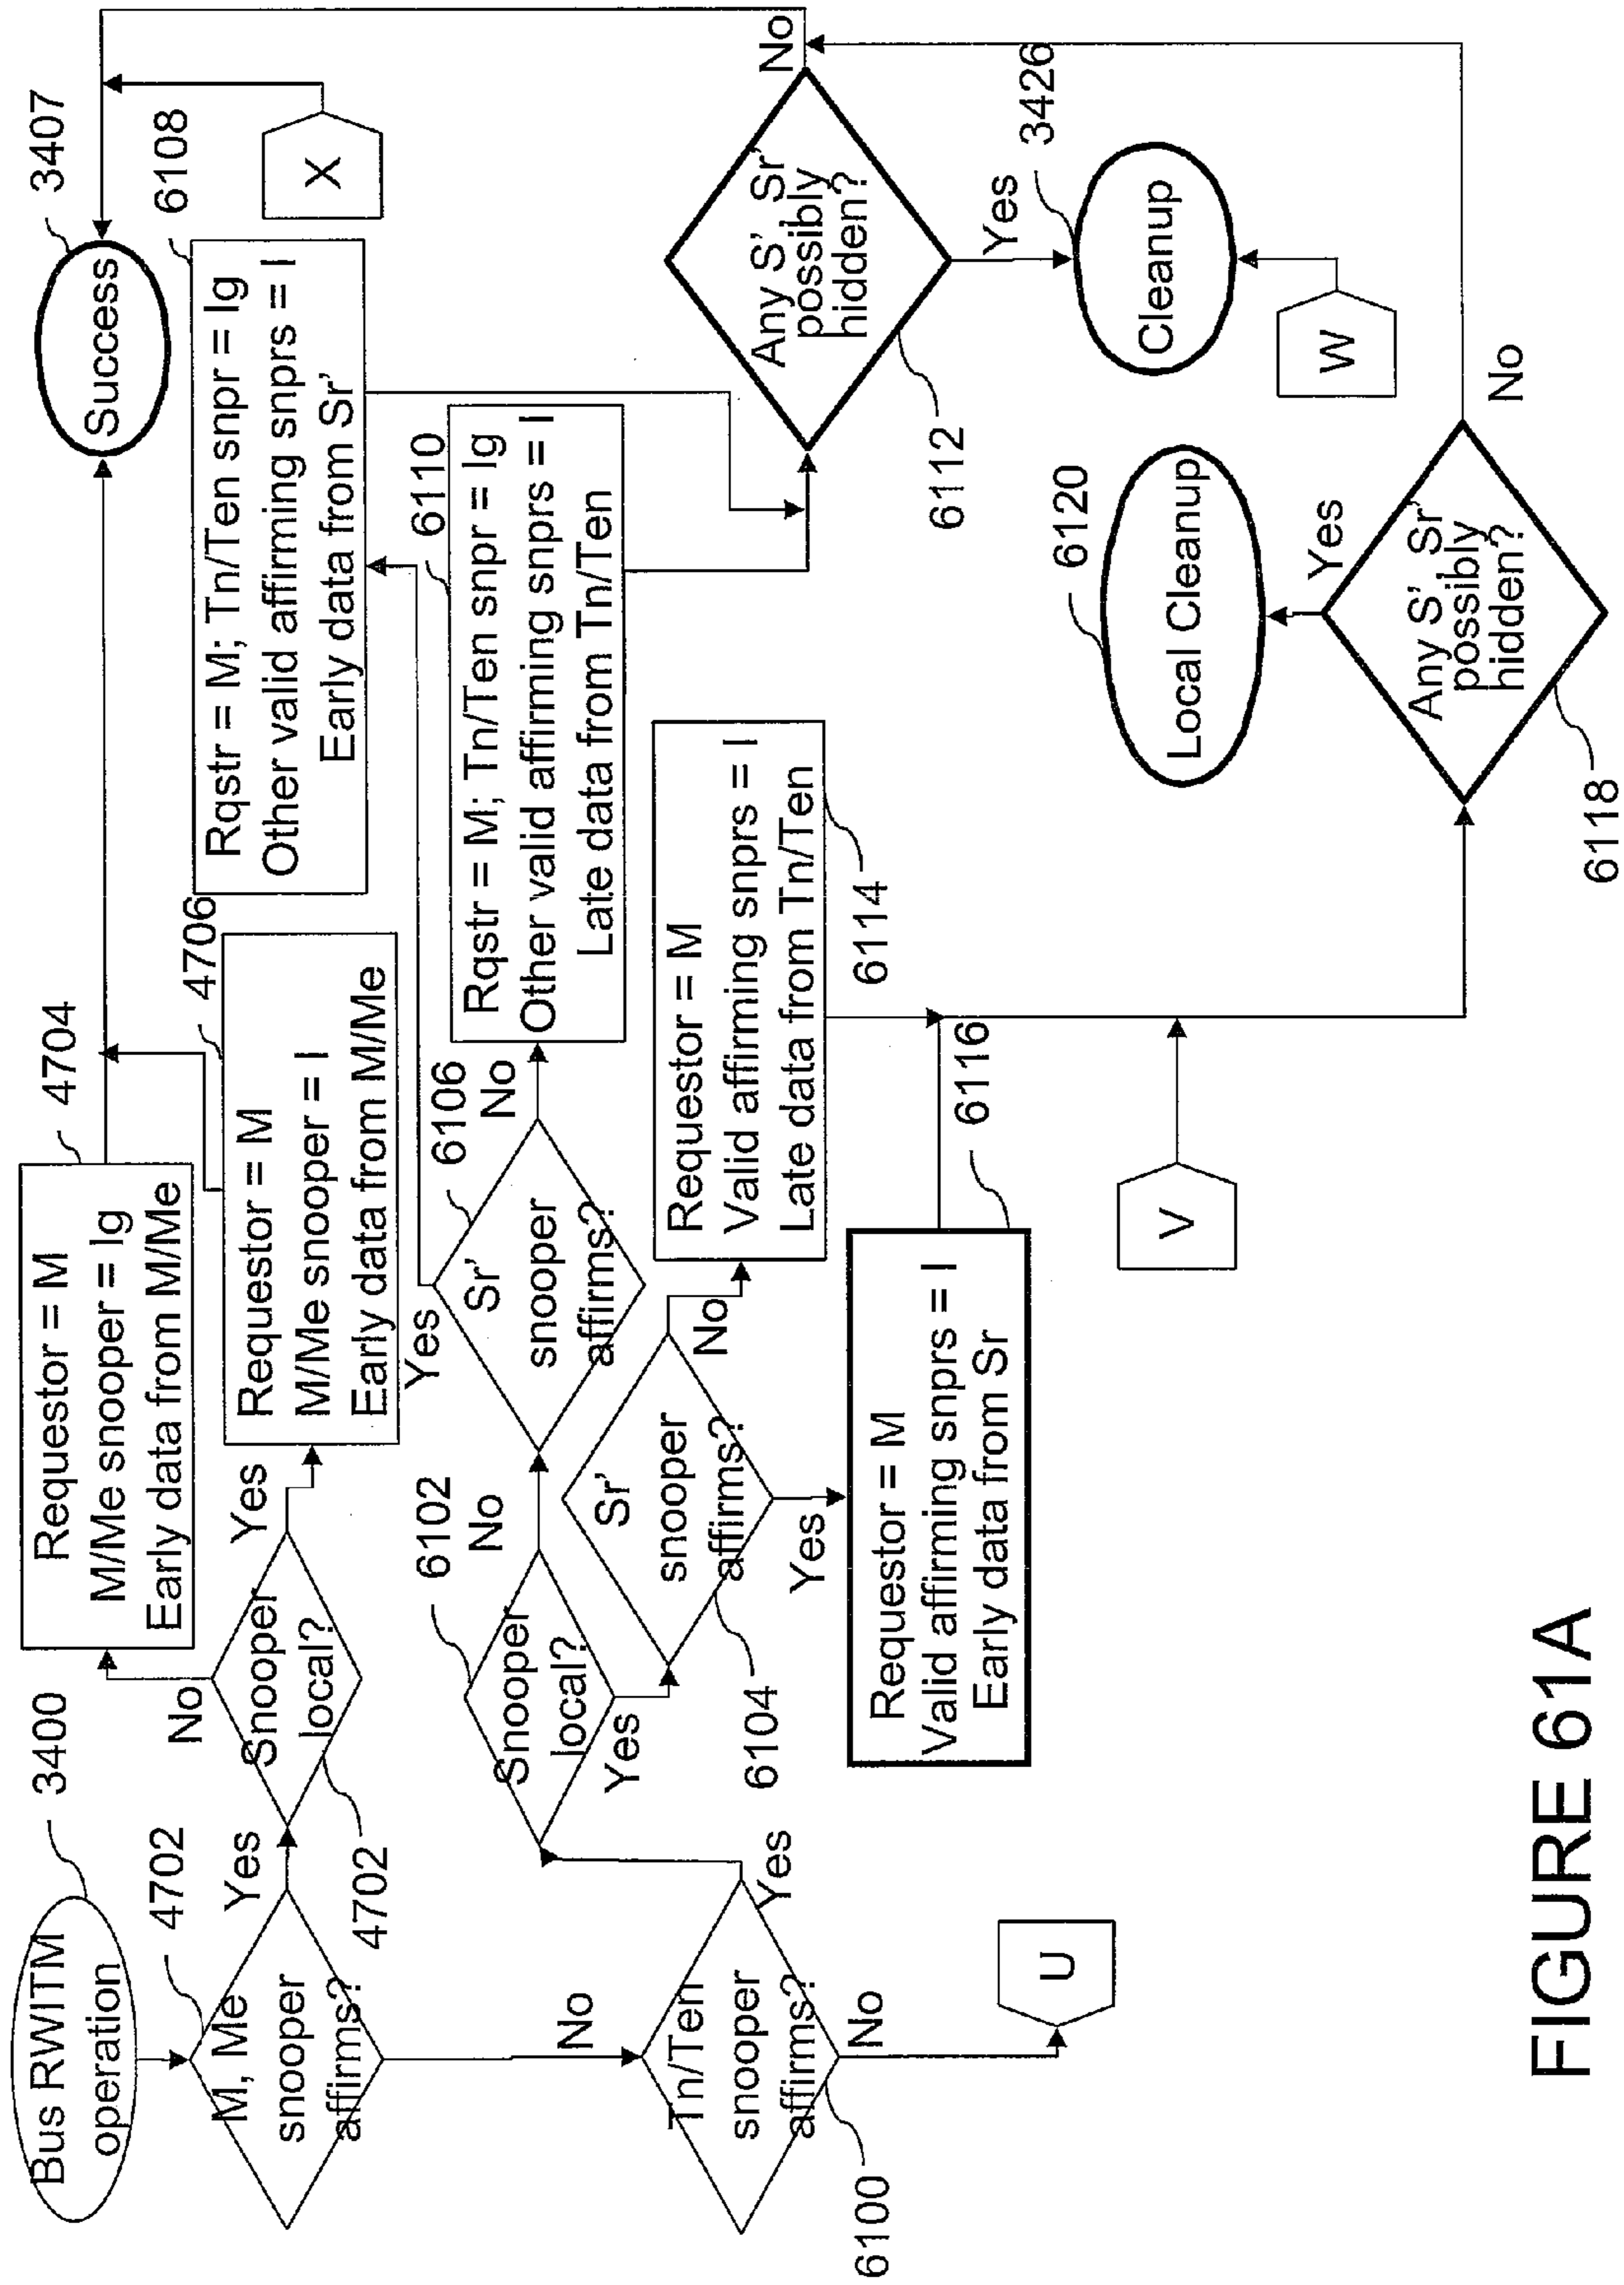 Bus RWITM
operation
3400
M, Me
snooper
affirms?
4702
Yes
No
Snooper
local?
4702
No
Yes
Requestor = M
M/Me snooper = Ig
Early data from M/Me
4704
Requestor = M
M/Me snooper = I
Early data from M/Me
4706
Success
3407
X
Tn/Ten
snooper
affirms?
6100
Yes
No
U
Snooper
local?
6102
No
Yes
Sr'
snooper
affirms?
6106
Yes
No
Rqstr = M; Tn/Ten snpr = Ig
Other valid affirming snprs = I
Early data from Sr'
6108
Rqstr = M; Tn/Ten snpr = Ig
Other valid affirming snprs = I
Late data from Tn/Ten
6110
Sr'
snooper
affirms?
6104
No
Yes
Requestor = M
Valid affirming snprs = I
Late data from Tn/Ten
6114
Requestor = M
Valid affirming snprs = I
Early data from Sr
6116
V
Any S' Sr'
possibly
hidden?
6112
No
Yes
Cleanup
3426
W
Any S', Sr'
possibly
hidden?
6118
Yes
No
Local Cleanup
6120
FIGURE 61A